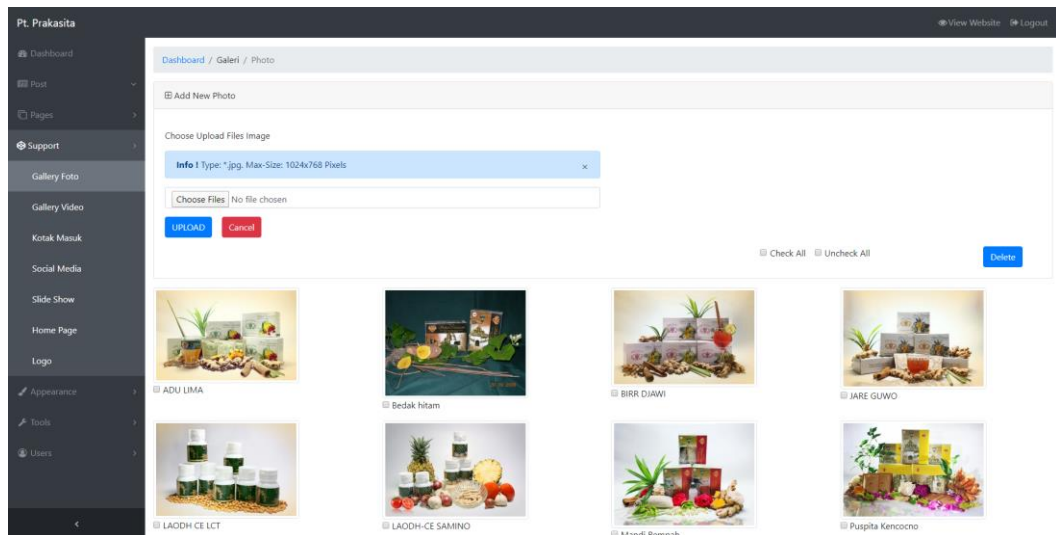 Pt. Prakasita
View Website Logout
Dashboard
Post
Pages
Support
Gallery Foto
Gallery Video
Kotak Masuk
Social Media
Slide Show
Home Page
Logo
Appearance
Tools
Users
Dashboard / Galeri / Photo
Add New Photo
Choose Upload Files Image
Info ! Type: *.jpg. Max-Size: 1024x768 Pixels
Choose Files No file chosen
UPLOAD Cancel
Check All Uncheck All Delete
ADU LIMA
Bedak hitam
BIRR DJAWI
JARE GUWO
LAODH CE LCT
LAODH-CE SAMINO
Puspita Kencocno